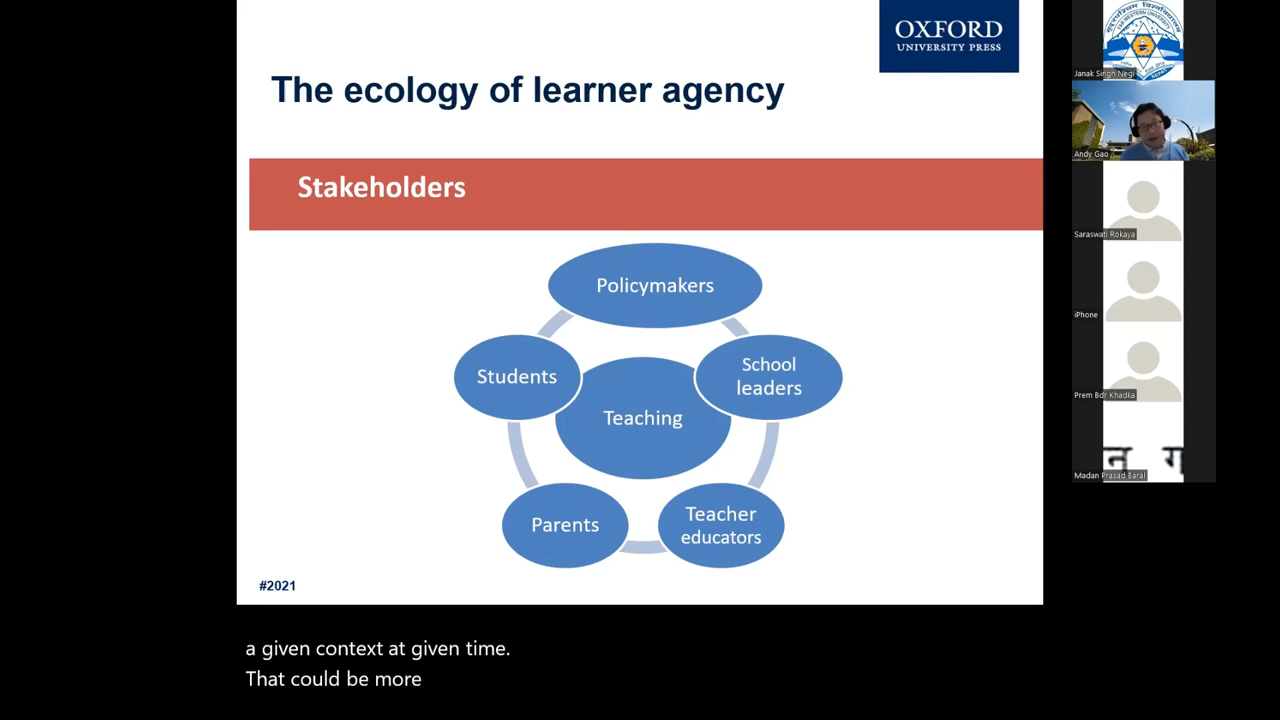 OXFORD
UNIVERSITY PRESS
The ecology of learner agency
Stakeholders
Policymakers
Students
School
leaders
Teaching
Parents
Teacher
educators
#2021
a given context at given time.
That could be more
Janak Singh Negi
Andy Gao
Saraswati Rokaya
iPhone
Prem Bdr Khadka
त ग
Madan Prasad Baral